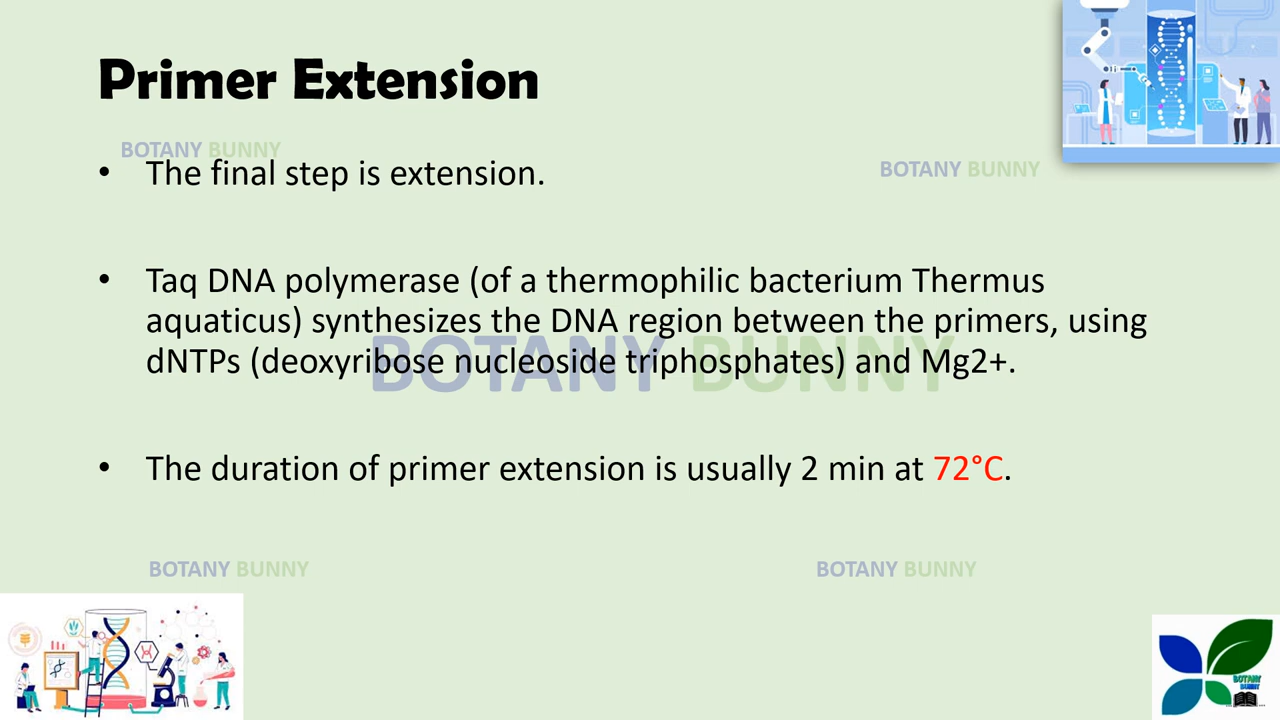 Primer Extension
BOTANY BUNNY
• The final step is extension.
BOTANY BUNNY
• Taq DNA polymerase (of a thermophilic bacterium Thermus
aquaticus) synthesizes the DNA region between the primers, using
dNTPs (deoxyribose nucleoside triphosphates) and Mg2+.
BOTANY BUNNY
• The duration of primer extension is usually 2 min at 72°C.
BOTANY BUNNY
BOTANY BUNNY
BOTANY
BUNNY